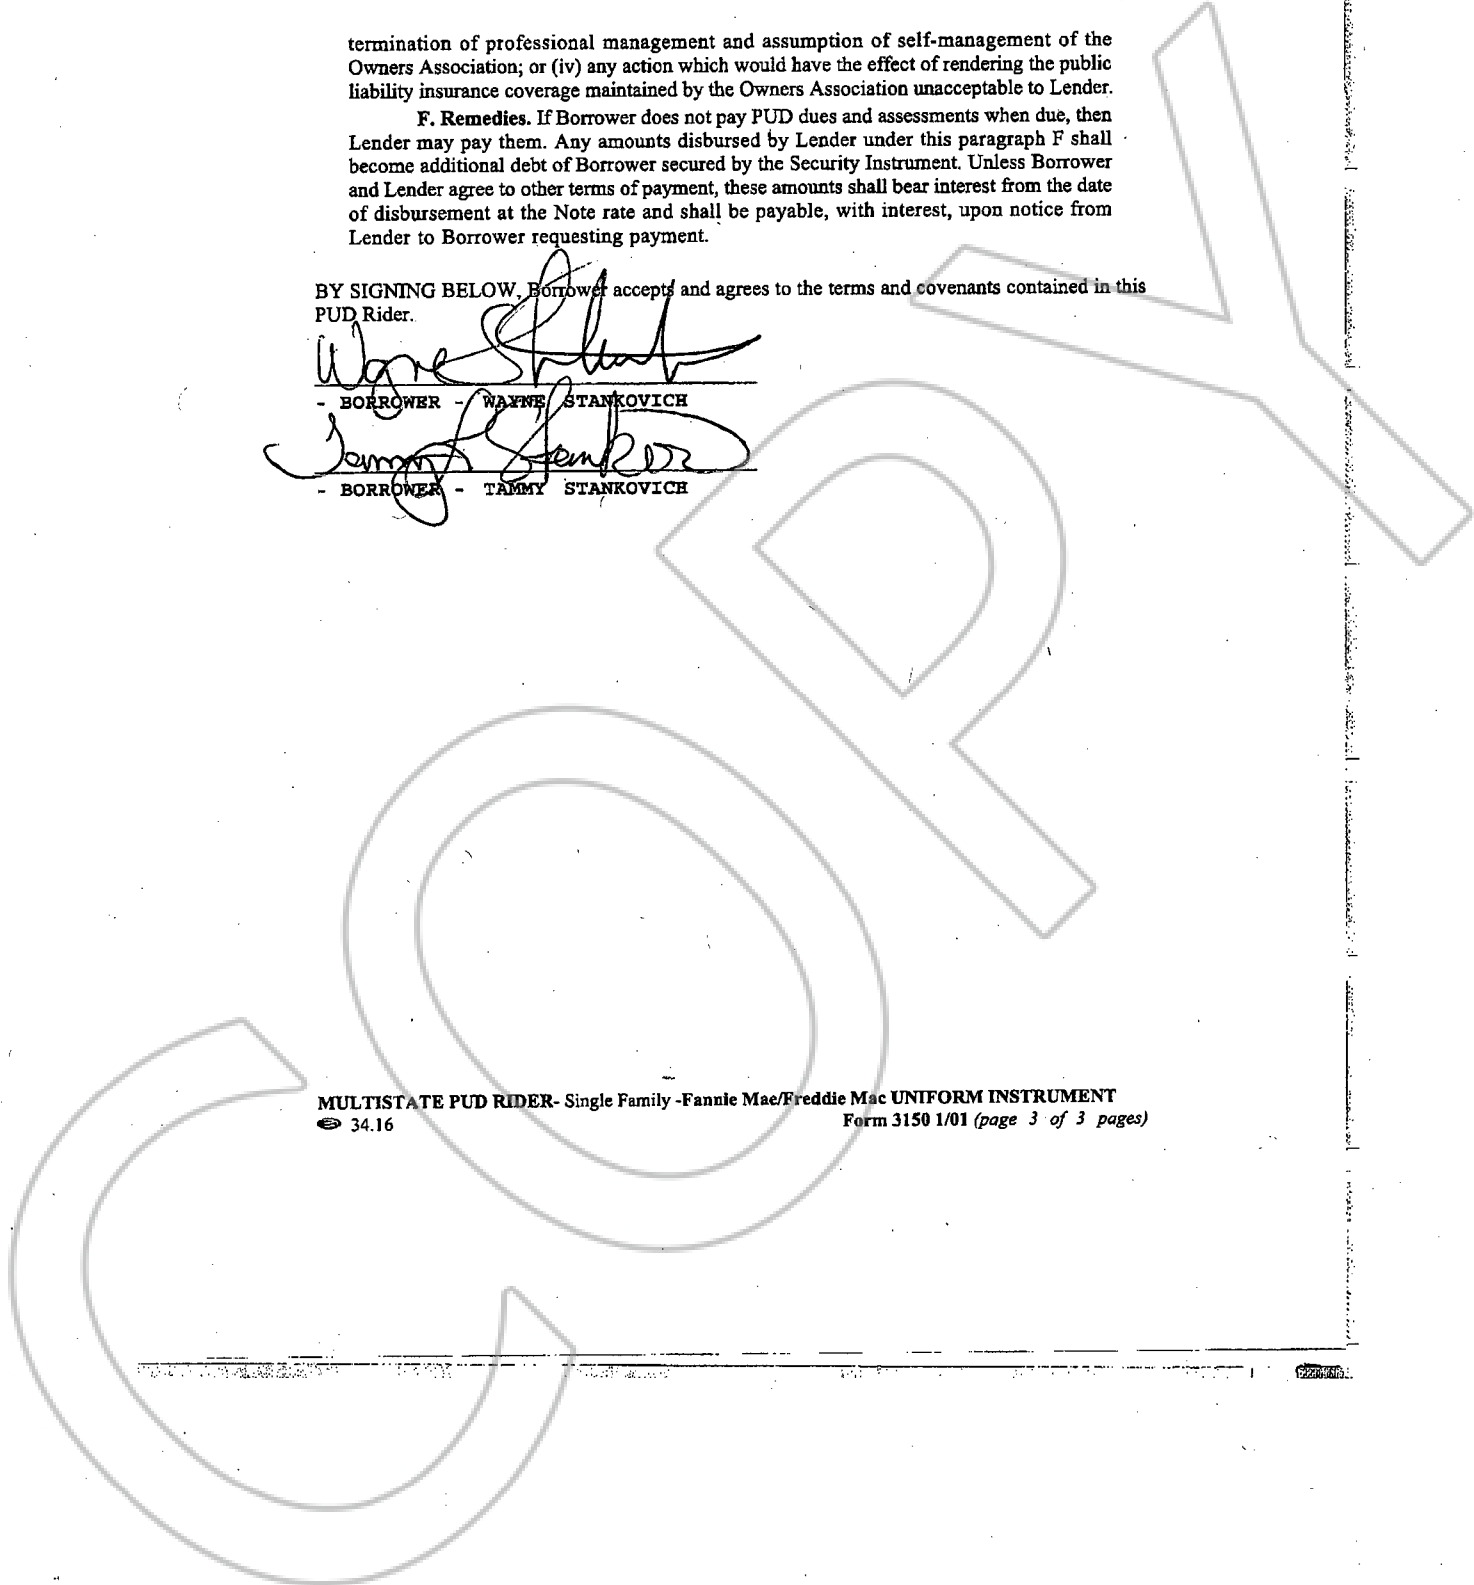 termination of professional management and assumption of self-management of the
Owners Association; or (iv) any action which would have the effect of rendering the public
liability insurance coverage maintained by the Owners Association unacceptable to Lender.
F. Remedies. If Borrower does not pay PUD dues and assessments when due, then
Lender may pay them. Any amounts disbursed by Lender under this paragraph F shall
become additional debt of Borrower secured by the Security Instrument. Unless Borrower
and Lender agree to other terms of payment, these amounts shall bear interest from the date
of disbursement at the Note rate and shall be payable, with interest, upon notice from
Lender to Borrower requesting payment.
BY SIGNING BELOW, Borrower accepts and agrees to the terms and covenants contained in this
PUD Rider.
- BORROWER - WAYNE STANKOVICH
- BORROWER - TAMMY STANKOVICH
MULTISTATE PUD RIDER- Single Family -Fannie Mae/Freddie Mac UNIFORM INSTRUMENT
34.16 Form 3150 1/01 (page 3 of 3 pages)
COPY